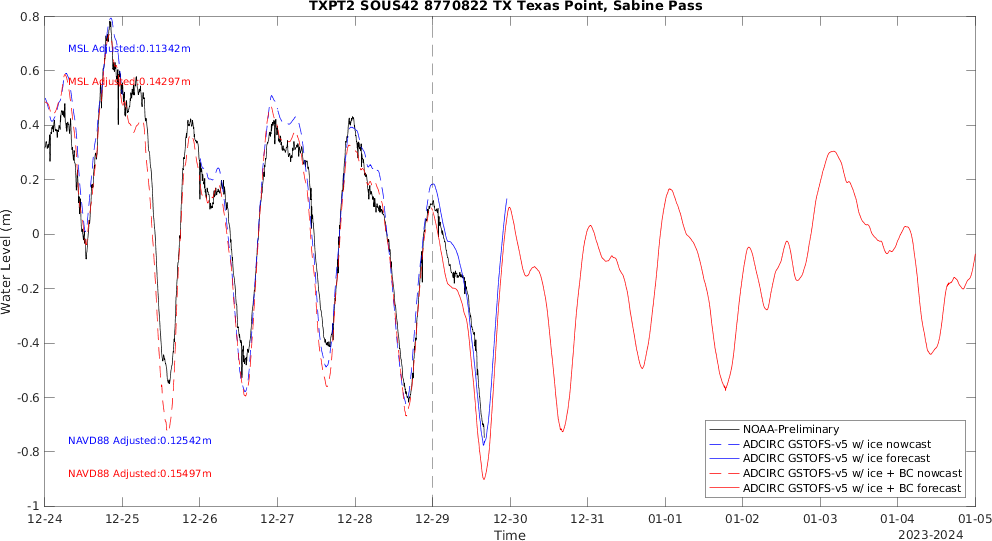 TXPT2 SOUS42 8770822 TX Texas Point, Sabine Pass
0.8
0.6
0.4
0.2
0
-0.2
-0.4
-0.6
-0.8
-1
Water Level (m)
MSL Adjusted:0.11342m
MSL Adjusted:0.14297m
NAVD88 Adjusted:0.12542m
NAVD88 Adjusted:0.15497m
NOAA-Preliminary
ADCIRC GSTOFS-v5 w/ ice nowcast
ADCIRC GSTOFS-v5 w/ ice forecast
ADCIRC GSTOFS-v5 w/ ice + BC nowcast
ADCIRC GSTOFS-v5 w/ ice + BC forecast
12-24 12-25 12-26 12-27 12-28 12-29 12-30 12-31 01-01 01-02 01-03 01-04 01-05
Time
2023-2024